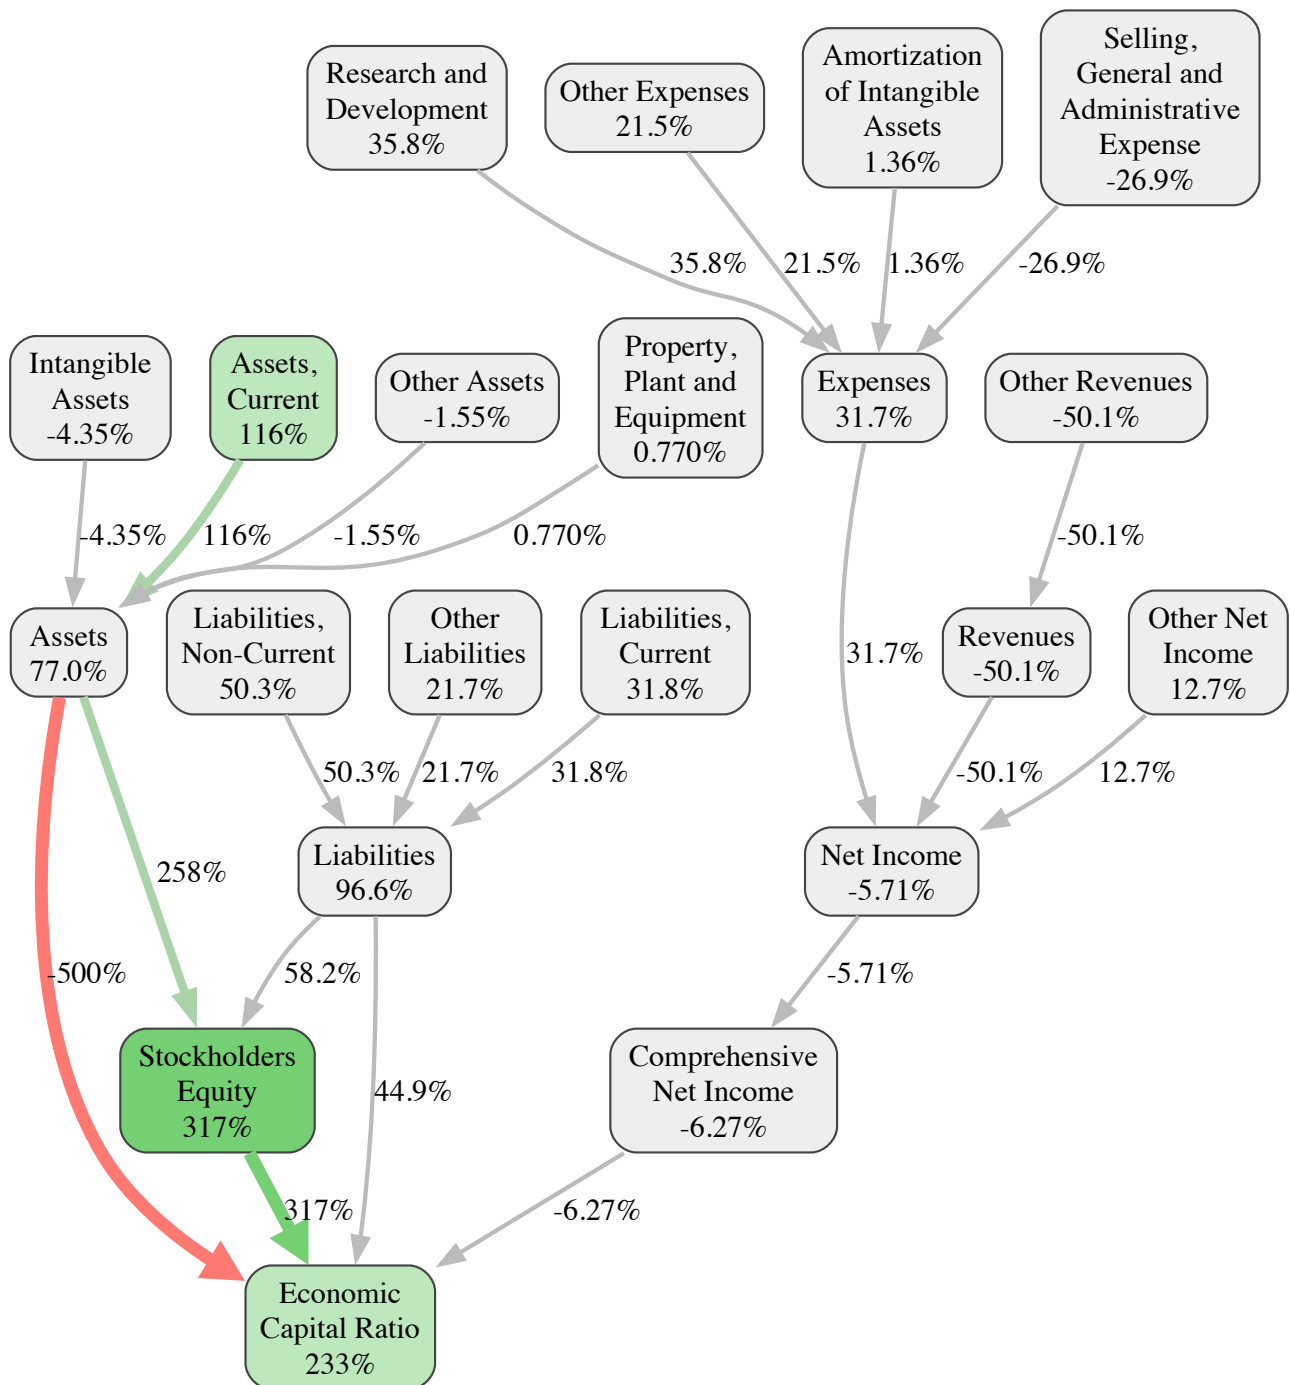 Research and
Development
35.8%
Other Expenses
21.5%
Amortization
of Intangible
Assets
1.36%
Selling,
General and
Administrative
Expense
-26.9%
35.8%
21.5%
1.36%
-26.9%
Intangible
Assets
-4.35%
Assets,
Current
116%
Other Assets
-1.55%
Property,
Plant and
Equipment
0.770%
Expenses
31.7%
Other Revenues
-50.1%
-4.35%
116%
-1.55%
0.770%
-50.1%
Assets
77.0%
Liabilities,
Non-Current
50.3%
Other
Liabilities
21.7%
Liabilities,
Current
31.8%
31.7%
Revenues
-50.1%
Other Net
Income
12.7%
50.3%
21.7%
31.8%
-50.1%
12.7%
258%
Liabilities
96.6%
Net Income
-5.71%
-500%
58.2%
-5.71%
Stockholders
Equity
317%
44.9%
Comprehensive
Net Income
-6.27%
317%
-6.27%
Economic
Capital Ratio
233%